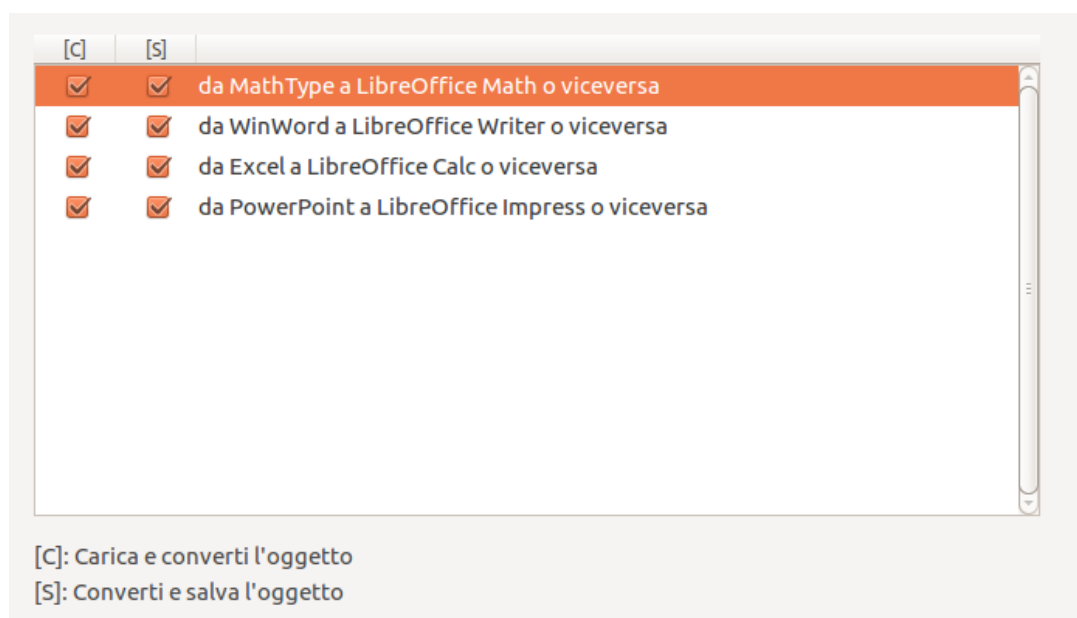 [C] [S]
da MathType a LibreOffice Math o viceversa
da WinWord a LibreOffice Writer o viceversa
da Excel a LibreOffice Calc o viceversa
da PowerPoint a LibreOffice Impress o viceversa
[C]: Carica e converti l'oggetto
[S]: Converti e salva l'oggetto